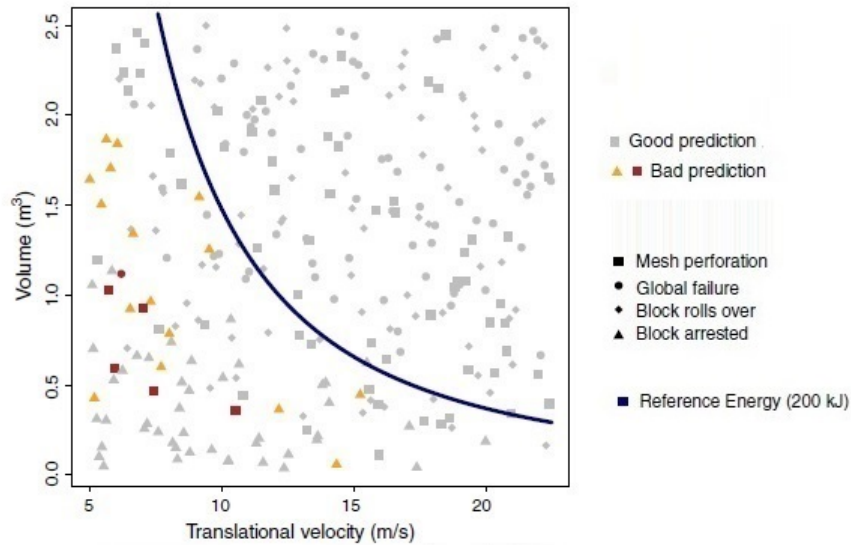 2.5
2.0
1.5
1.0
0.5
0.0
Volume (m³)
5 10 15 20
Translational velocity (m/s)
Good prediction
Bad prediction
Mesh perforation
Global failure
Block rolls over
Block arrested
Reference Energy (200 kJ)